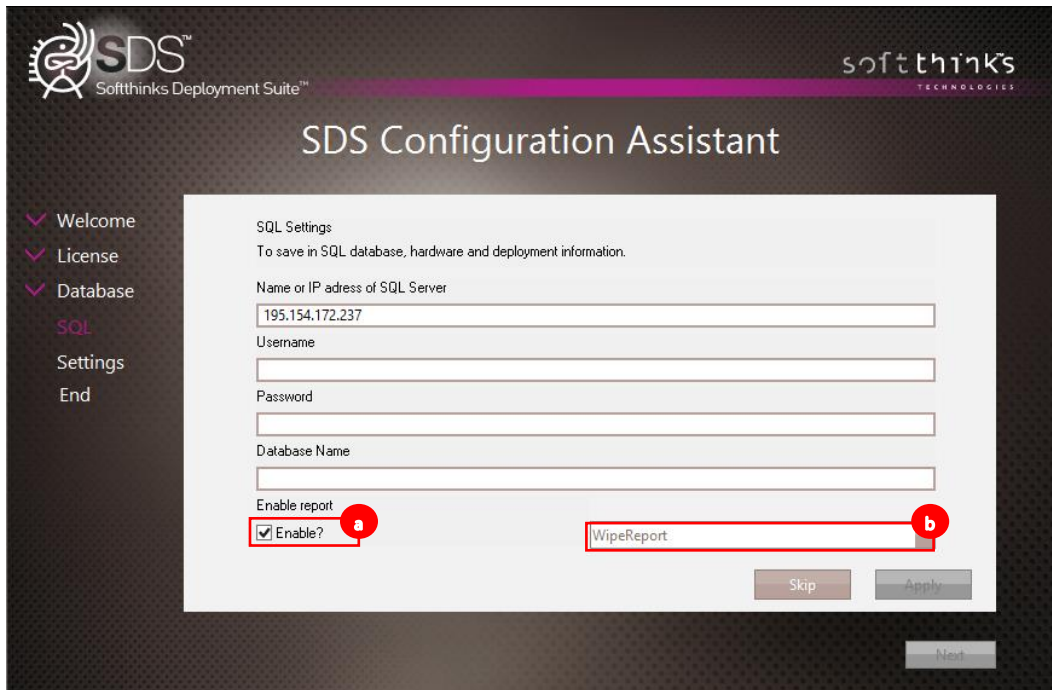 SDS™
Softthinks Deployment Suite™
softthinks™
TECHNOLOGIES
SDS Configuration Assistant
Welcome
License
Database
SQL
Settings
End
SQL Settings
To save in SQL database, hardware and deployment information.
Name or IP adress of SQL Server
195.154.172.237
Username
Password
Database Name
Enable report
Enable?
a
WipeReport
b
Skip
Apply
Next